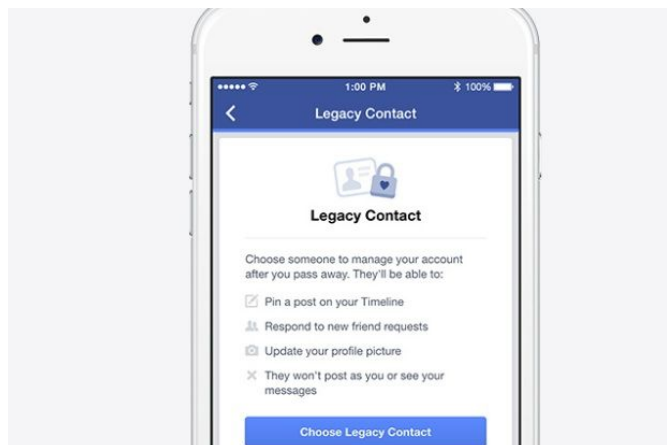 1:00 PM 100%
Legacy Contact
Legacy Contact
Choose someone to manage your account
after you pass away. They'll be able to:
Pin a post on your Timeline
Respond to new friend requests
Update your profile picture
They won't post as you or see your
messages
Choose Legacy Contact